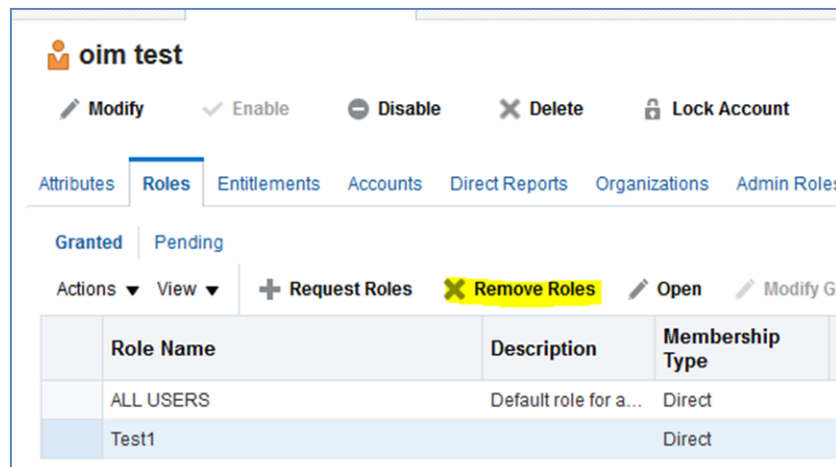 oim test
Modify Enable Disable Delete Lock Account
Attributes Roles Entitlements Accounts Direct Reports Organizations Admin Roles
Granted Pending
Actions View Request Roles Remove Roles Open Modify G
Role Name Description Membership Type
ALL USERS Default role for a... Direct
Test1 Direct